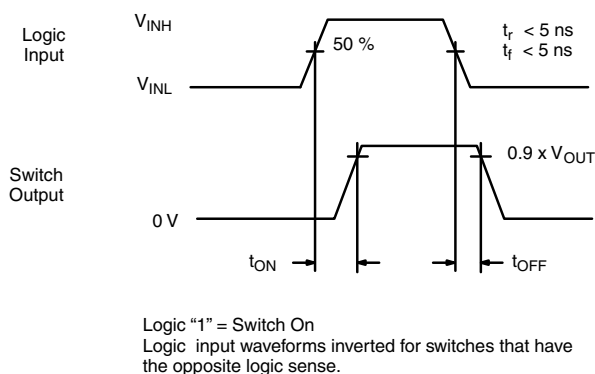 Logic
Input
V_INH
50 %
t_r < 5 ns
t_f < 5 ns
V_INL
Switch
Output
0.9 x V_OUT
0 V
t_ON
t_OFF
Logic “1” = Switch On
Logic input waveforms inverted for switches that have
the opposite logic sense.